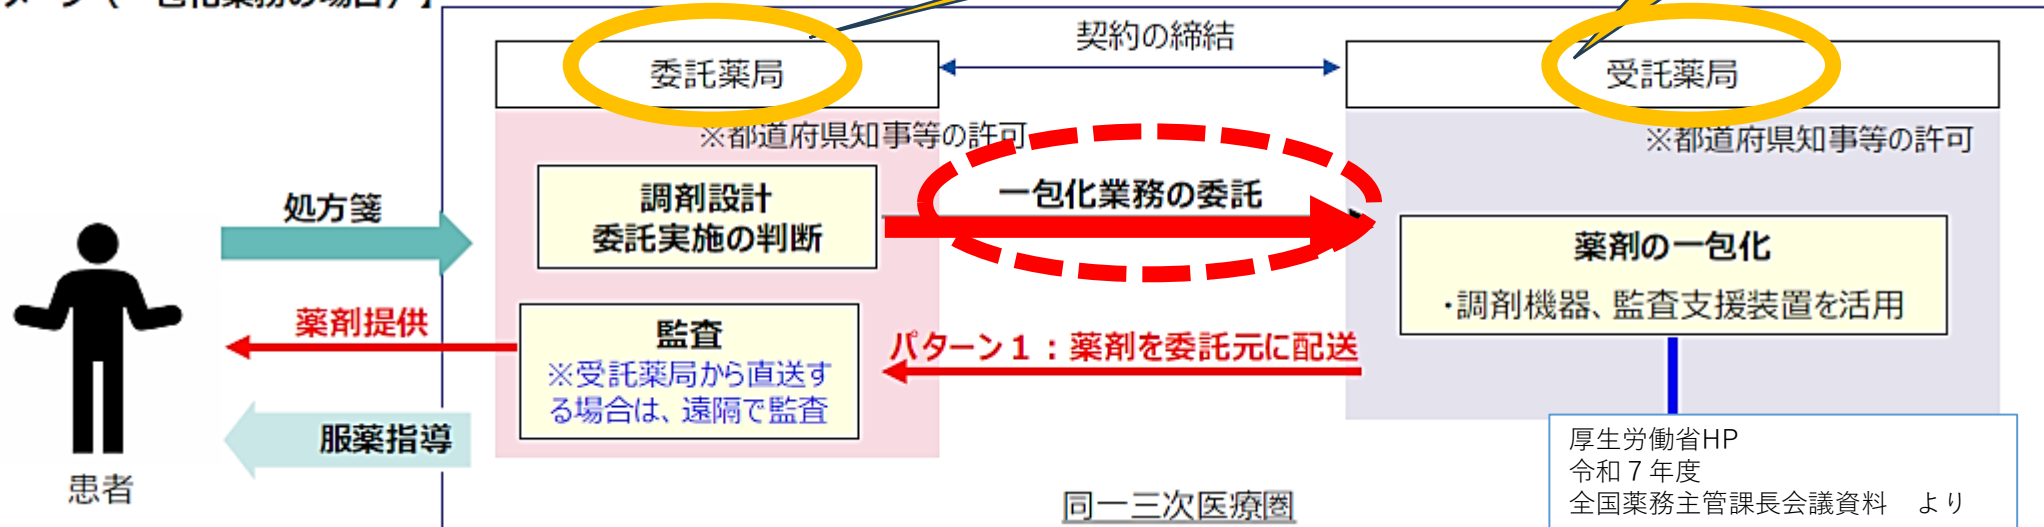 契約の締結
委託薬局
受託薬局
※都道府県知事等の許可
※都道府県知事等の許可
処方箋
調剤設計
委託実施の判断
一包化業務の委託
薬剤の一包化
・調剤機器、監査支援装置を活用
薬剤提供
監査
※受託薬局から直送す
る場合は、遠隔で監査
パターン１：薬剤を委託元に配送
服薬指導
患者
同一三次医療圏
厚生労働省HP
令和７年度
全国薬務主管課長会議資料　より